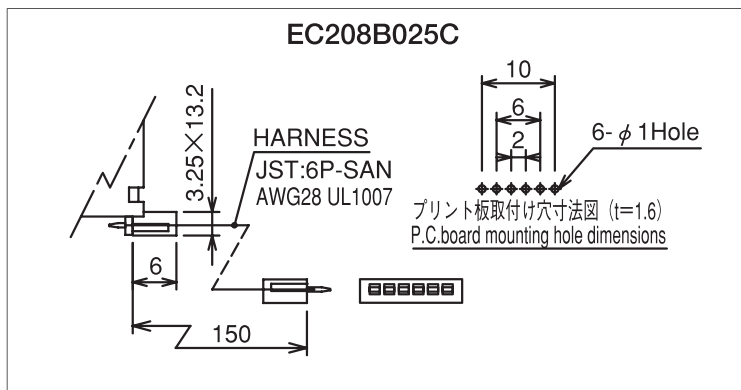 EC208B025C
10
6
2
6-φ1Hole
プリント板取付け穴寸法図 (t=1.6)
P.C.board mounting hole dimensions
3.25×13.2
HARNESS
JST:6P-SAN
AWG28 UL1007
6
150